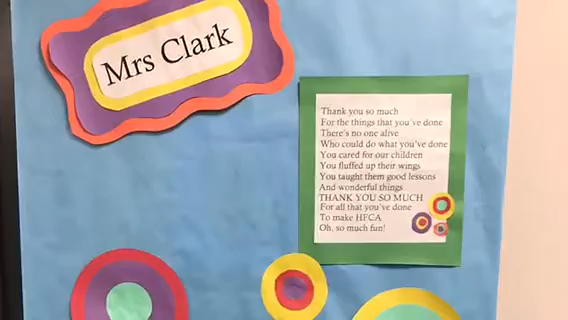 Mrs Clark
Thank you so much
For the things that you've done
There's no one alive
Who could do what you've done
You cared for our children
You fluffed up their wings
You taught them good lessons
And wonderful things
THANK YOU SO MUCH
For all that you've done
To make HFCA
Oh, so much fun!